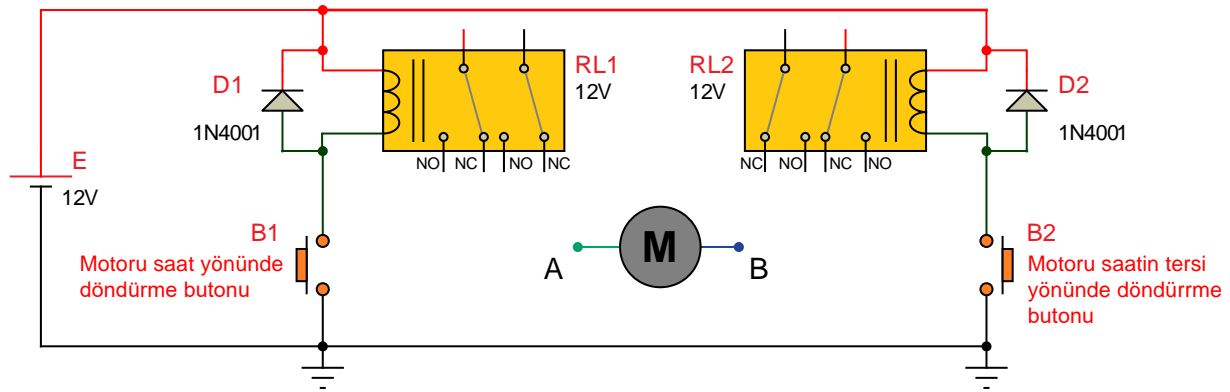 RL1
12V
RL2
12V
D1
1N4001
D2
1N4001
NO
NC
NO
NC
NC
NO
NC
NO
E
12V
B1
Motoru saat yönünde
döndürme butonu
M
A
B
B2
Motoru saatin tersi
yönünde döndürrme
butonu